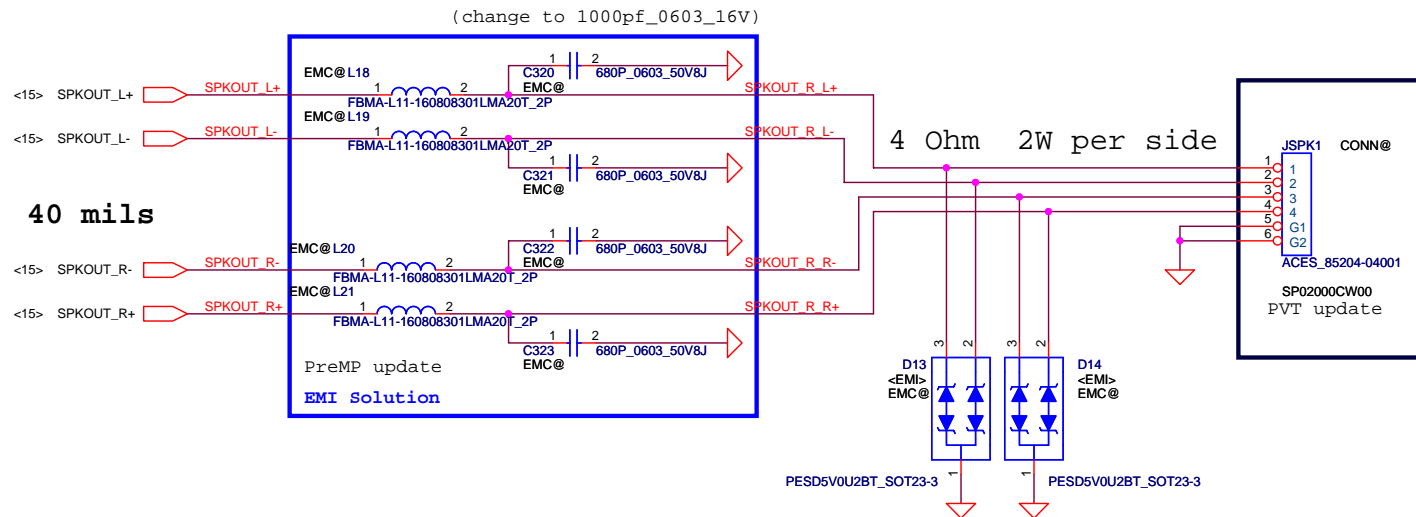 (change to 1000pf_0603_16V)
EMC@ L18
1 2
C320
EMC@
1 2
680P_0603_50V8J
<15> SPKOUT_L+
SPKOUT_L+
1 2
FBMA-L11-160808301LMA20T_2P
SPKOUT_R_L+
EMC@ L19
<15> SPKOUT_L-
SPKOUT_L-
1 2
FBMA-L11-160808301LMA20T_2P
SPKOUT_R_L-
1 2
C321
EMC@
680P_0603_50V8J
4 Ohm 2W per side
40 mils
1 2
C322
EMC@
680P_0603_50V8J
EMC@ L20
<15> SPKOUT_R-
SPKOUT_R-
1 2
FBMA-L11-160808301LMA20T_2P
SPKOUT_R_R-
EMC@ L21
<15> SPKOUT_R+
SPKOUT_R+
1 2
FBMA-L11-160808301LMA20T_2P
SPKOUT_R_R+
1 2
C323
EMC@
680P_0603_50V8J
PreMP update
EMI Solution
JSPK1 CONN@
1 1
2 2
3 3
4 4
5 G1
6 G2
ACES_85204-04001
SP02000CW00
PVT update
3 2
D13
<EMI>
EMC@
1
PESD5V0U2BT_SOT23-3
3 2
D14
<EMI>
EMC@
1
PESD5V0U2BT_SOT23-3